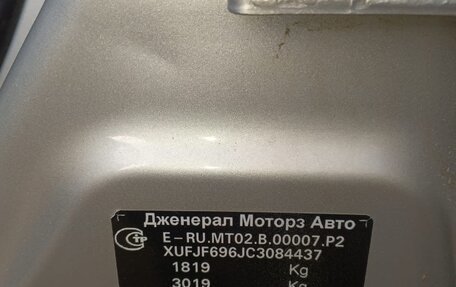 Дженерал Моторз Авто
E-RU.MT02.B.00007.P2
XUFJF696JC3084437
1819 Kg
3019 Kg